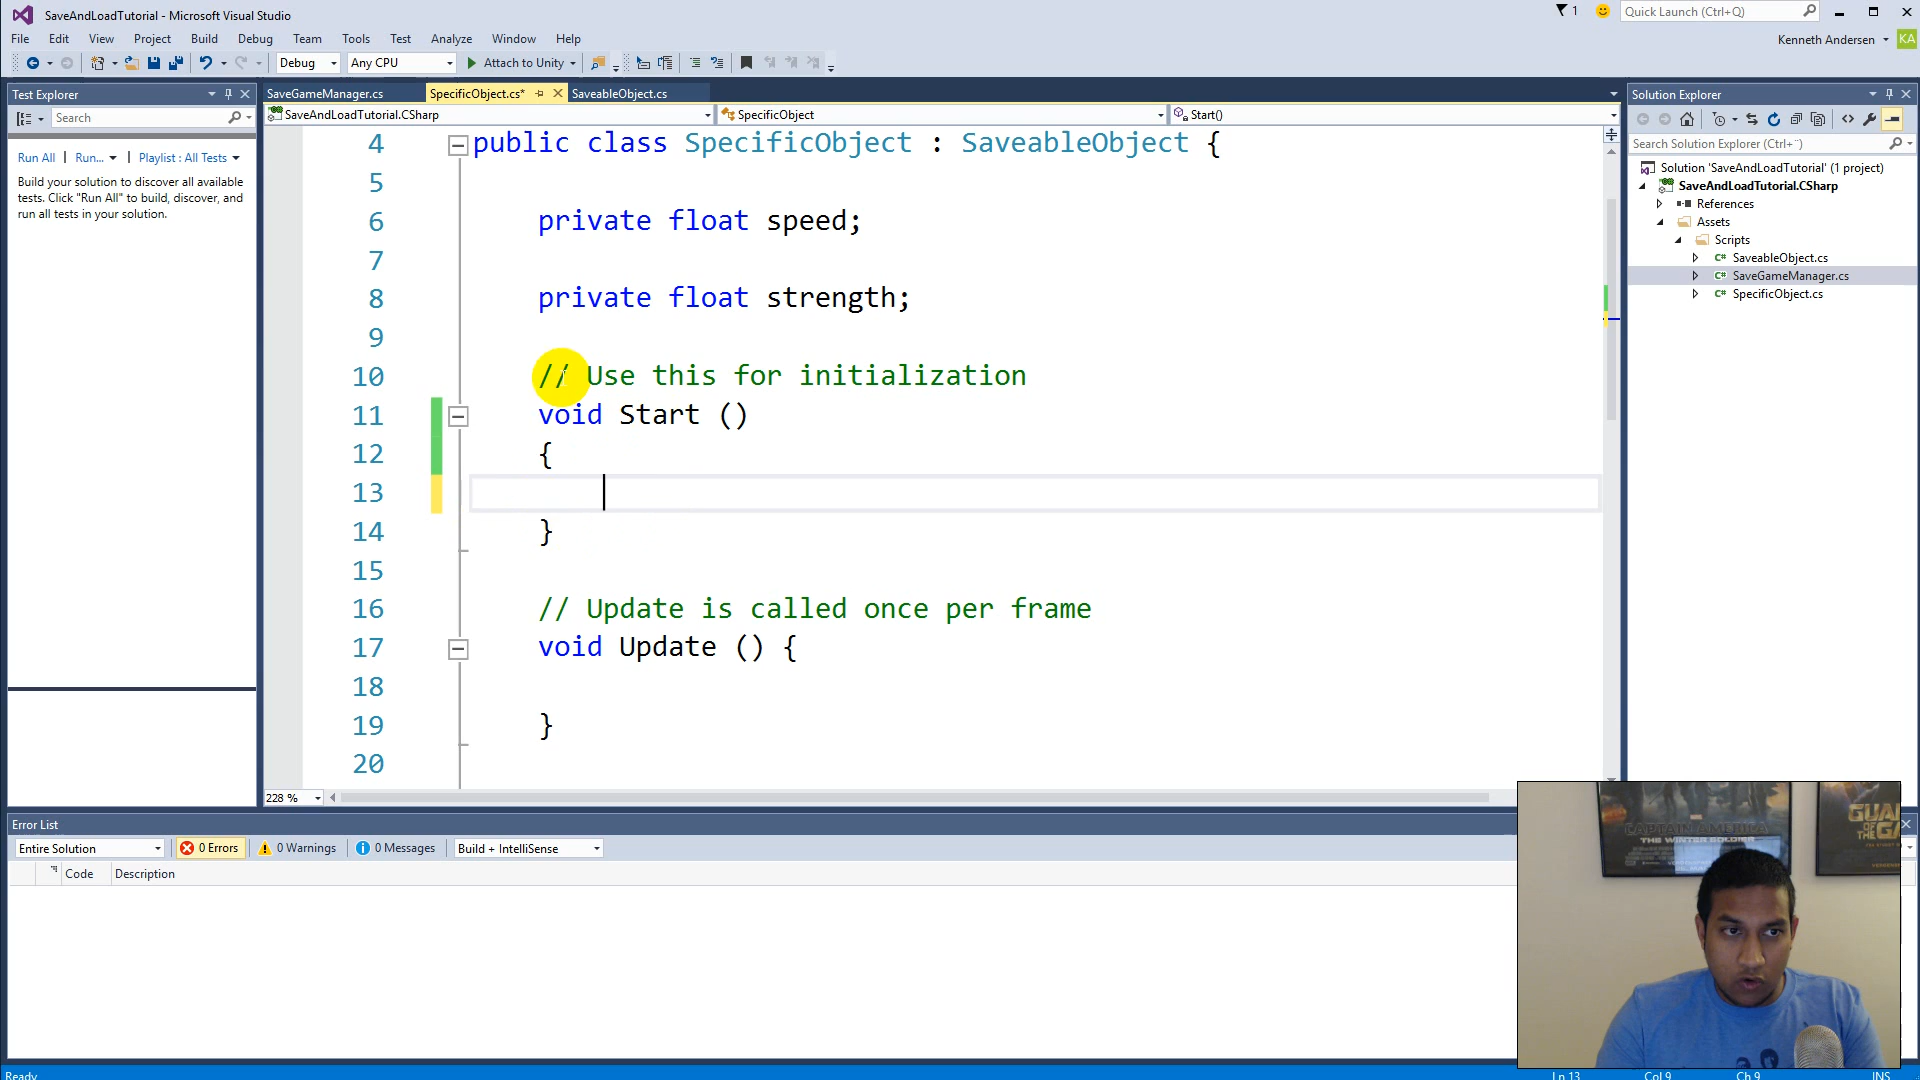 SaveAndLoadTutorial - Microsoft Visual Studio
1
Quick Launch (Ctrl+Q)
File Edit View Project Build Debug Team Tools Test Analyze Window Help
Kenneth Andersen KA
Debug Any CPU Attach to Unity
Test Explorer
Search
Run All Run... Playlist : All Tests
Build your solution to discover all available
tests. Click "Run All" to build, discover, and
run all tests in your solution.
SaveGameManager.cs SpecificObject.cs* SaveableObject.cs
SaveAndLoadTutorial.CSharp SpecificObject Start()
4 public class SpecificObject : SaveableObject {
5
6 private float speed;
7
8 private float strength;
9
10 // Use this for initialization
11 void Start ()
12 {
13
14 }
15
16 // Update is called once per frame
17 void Update () {
18
19 }
20
228 %
Solution Explorer
Search Solution Explorer (Ctrl+¨)
Solution 'SaveAndLoadTutorial' (1 project)
SaveAndLoadTutorial.CSharp
References
Assets
Scripts
C# SaveableObject.cs
C# SaveGameManager.cs
C# SpecificObject.cs
Error List
Entire Solution 0 Errors 0 Warnings 0 Messages Build + IntelliSense
Code Description
CAPTAIN AMERICA
THE WINTER SOLDIER
Ready Ln 13 Col 9 Ch 9 INS